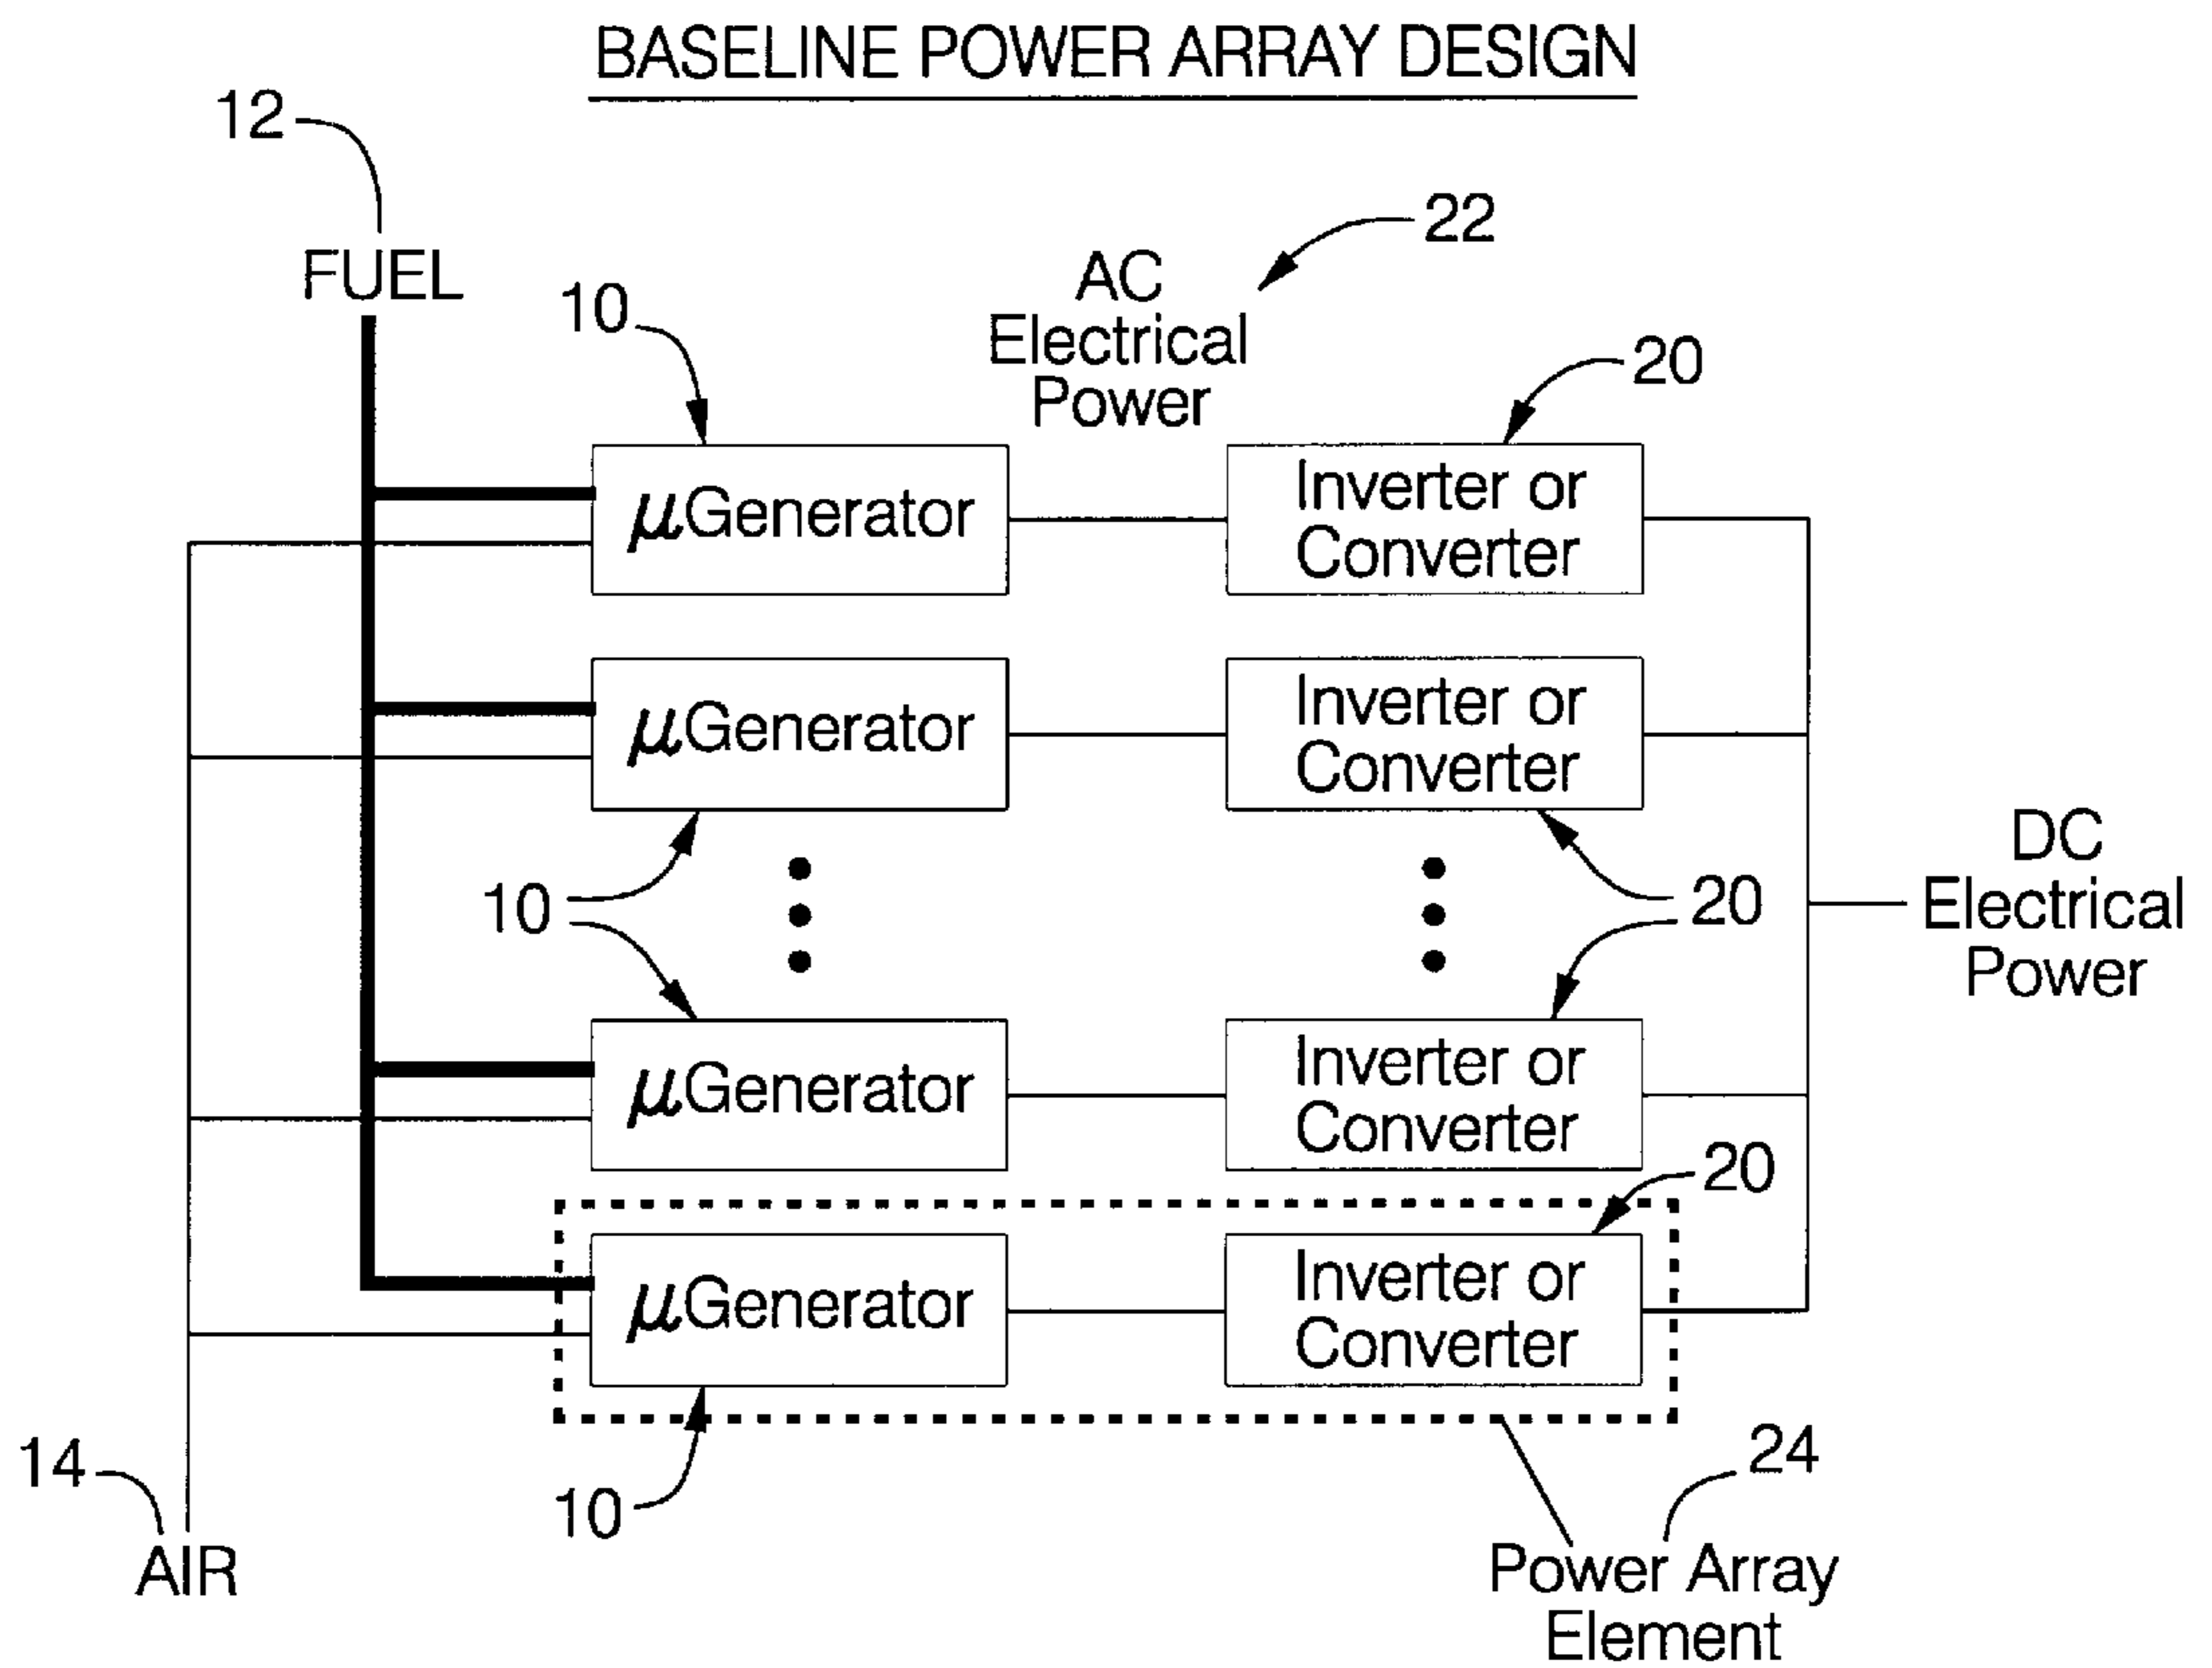 BASELINE POWER ARRAY DESIGN
12
FUEL
22
AC
Electrical
Power
10
20
μGenerator
Inverter or
Converter
μGenerator
Inverter or
Converter
10
20
DC
Electrical
Power
μGenerator
Inverter or
Converter
20
μGenerator
Inverter or
Converter
14
AIR
10
24
Power Array
Element